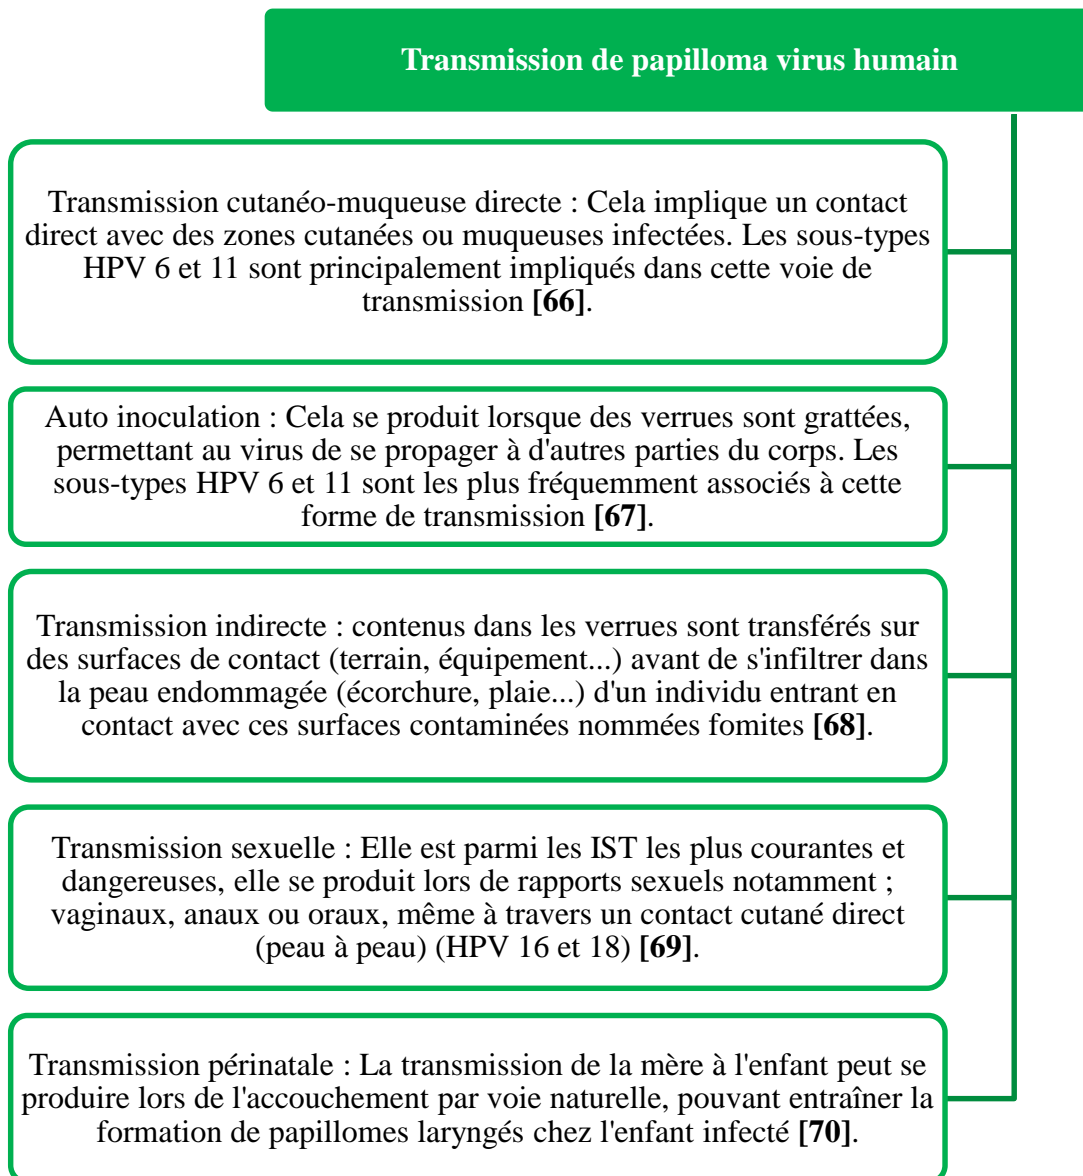 Transmission de papilloma virus humain
Transmission cutanéo-muqueuse directe : Cela implique un contact
direct avec des zones cutanées ou muqueuses infectées. Les sous-types
HPV 6 et 11 sont principalement impliqués dans cette voie de
transmission [66].
Auto inoculation : Cela se produit lorsque des verrues sont grattées,
permettant au virus de se propager à d'autres parties du corps. Les
sous-types HPV 6 et 11 sont les plus fréquemment associés à cette
forme de transmission [67].
Transmission indirecte : contenus dans les verrues sont transférés sur
des surfaces de contact (terrain, équipement...) avant de s'infiltrer dans
la peau endommagée (écorchure, plaie...) d'un individu entrant en
contact avec ces surfaces contaminées nommées fomites [68].
Transmission sexuelle : Elle est parmi les IST les plus courantes et
dangereuses, elle se produit lors de rapports sexuels notamment ;
vaginaux, anaux ou oraux, même à travers un contact cutané direct
(peau à peau) (HPV 16 et 18) [69].
Transmission périnatale : La transmission de la mère à l'enfant peut se
produire lors de l'accouchement par voie naturelle, pouvant entraîner la
formation de papillomes laryngés chez l'enfant infecté [70].